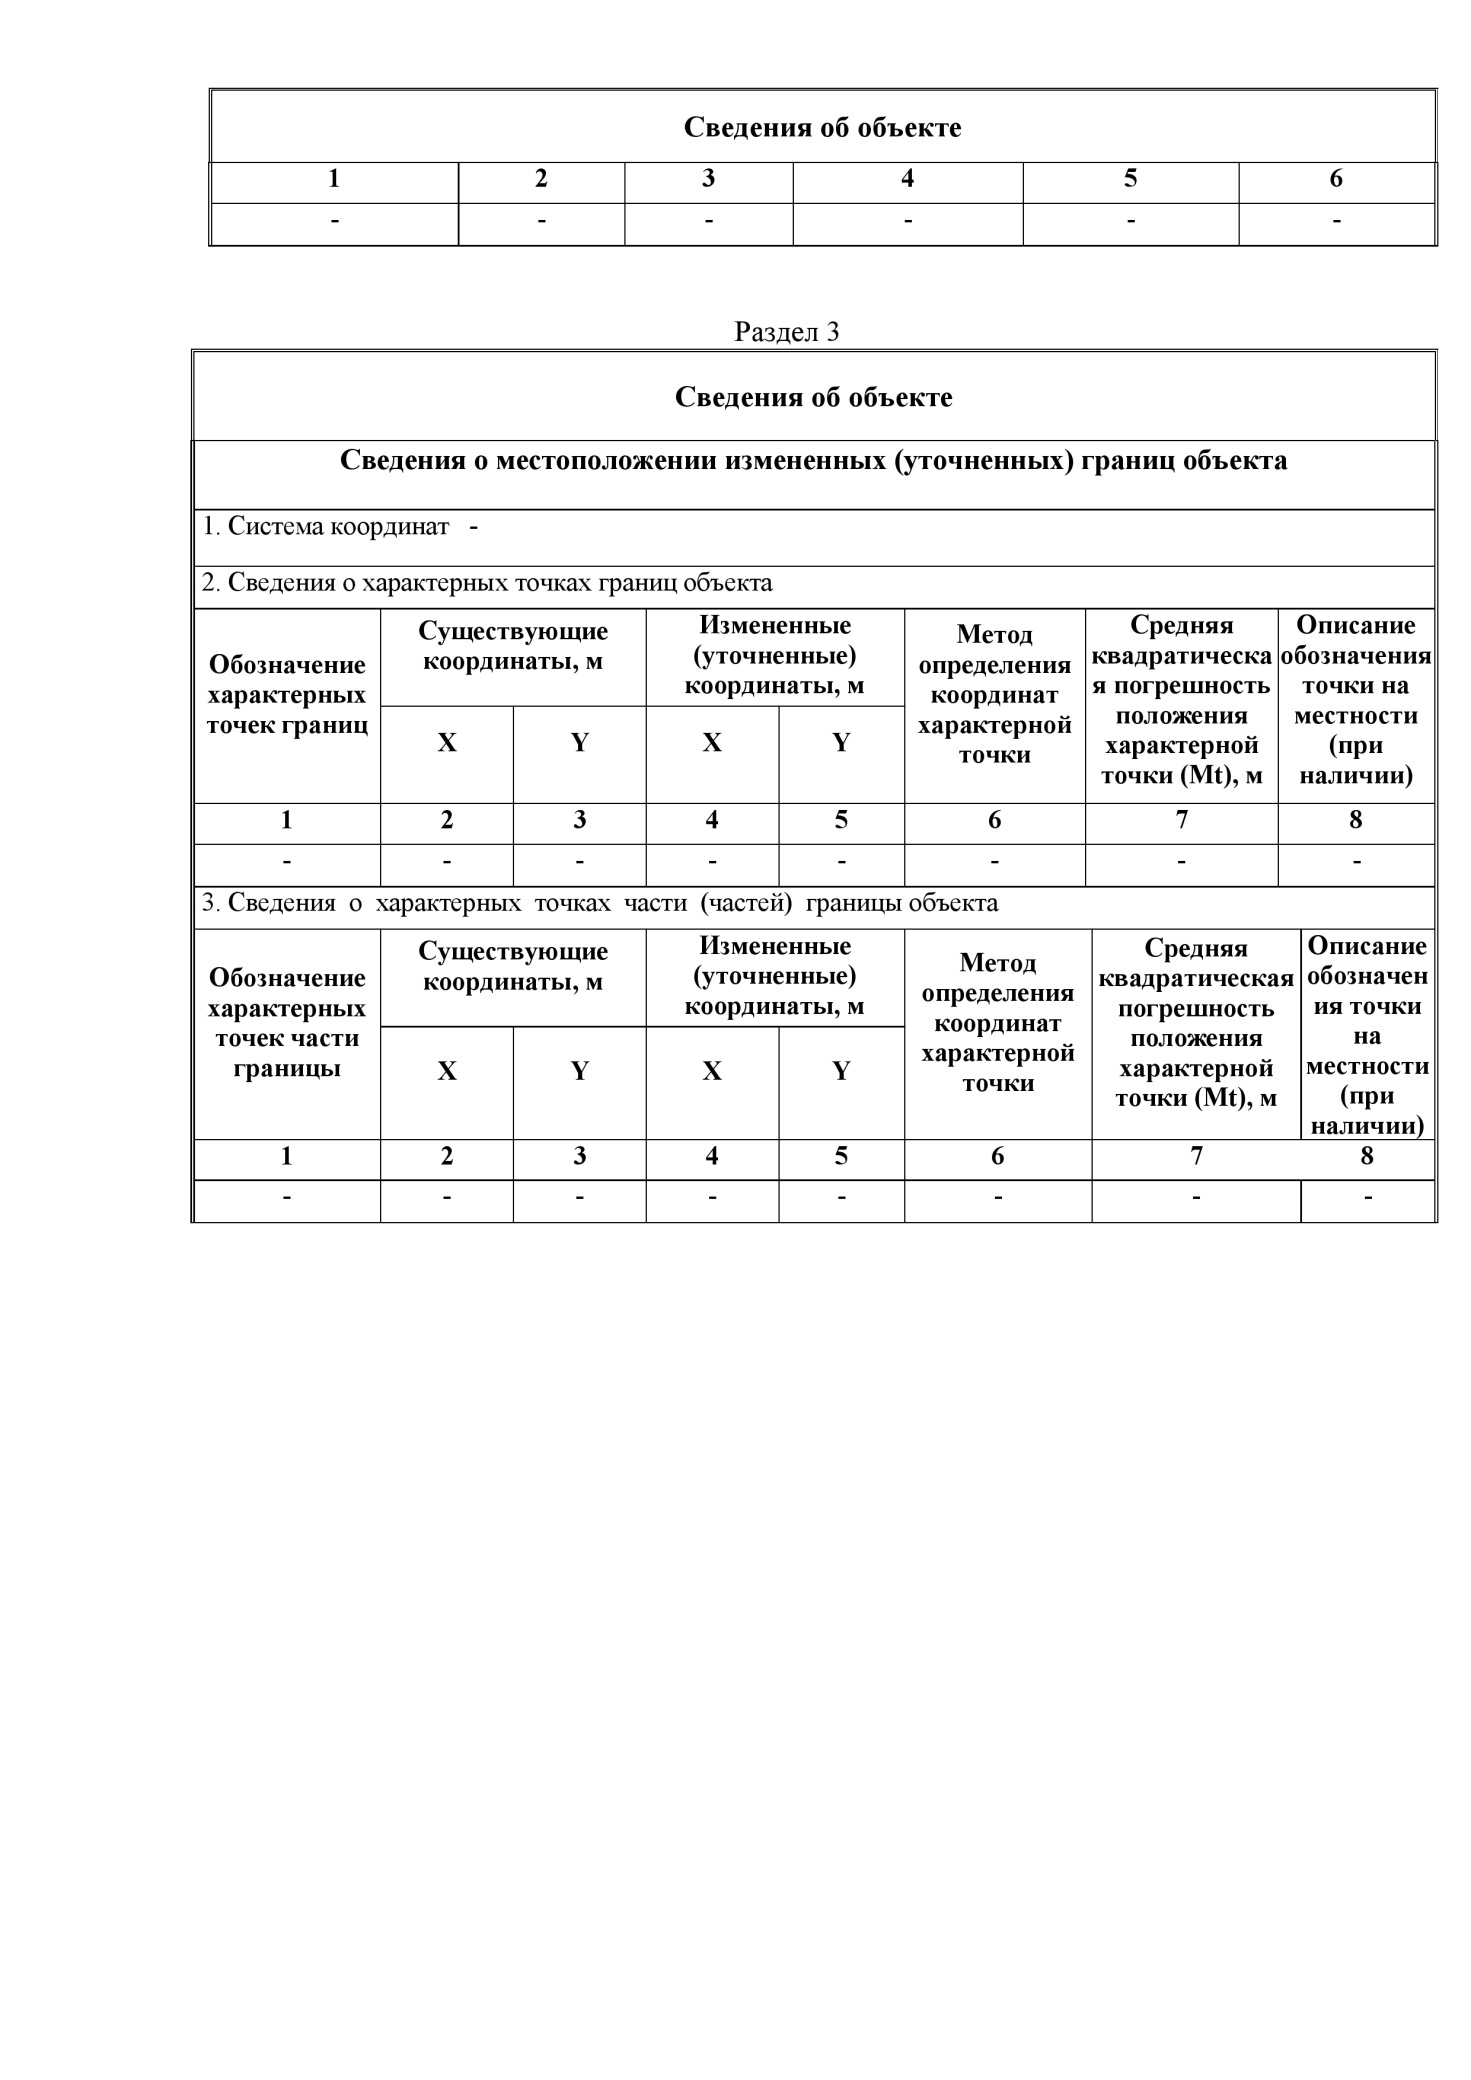 Сведения об объекте
1 2 3 4 5 6
- - - - - -
Раздел 3
Сведения об объекте
Сведения о местоположении измененных (уточненных) границ объекта
1. Система координат -
2. Сведения о характерных точках границ объекта
Обозначение
характерных
точек границ
Существующие
координаты, м
X Y
Измененные
(уточненные)
координаты, м
X Y
Метод
определения
координат
характерной
точки
Средняя
квадратическа
я погрешность
положения
характерной
точки (Mt), м
Описание
обозначения
точки на
местности
(при
наличии)
1 2 3 4 5 6 7 8
- - - - - - - -
3. Сведения о характерных точках части (частей) границы объекта
Обозначение
характерных
точек части
границы
Существующие
координаты, м
X Y
Измененные
(уточненные)
координаты, м
X Y
Метод
определения
координат
характерной
точки
Средняя
квадратическая
погрешность
положения
характерной
точки (Mt), м
Описание
обозначен
ия точки
на
местности
(при
наличии)
1 2 3 4 5 6 7 8
- - - - - - - -